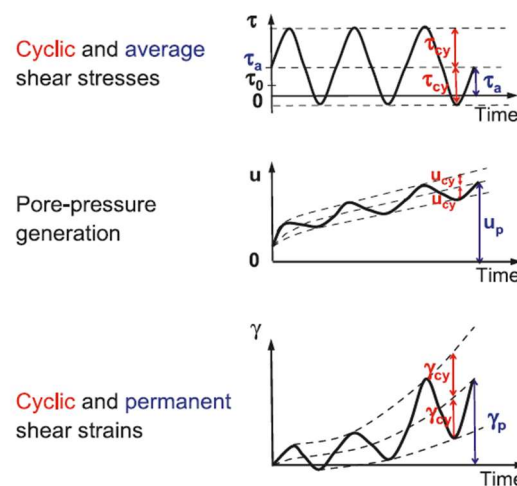 Cyclic and average
shear stresses
τ
τa
τ0
0
τcy
τcy
τa
Time
Pore-pressure
generation
u
0
ucy
ucy
up
Time
Cyclic and permanent
shear strains
γ
γcy
γcy
γp
Time